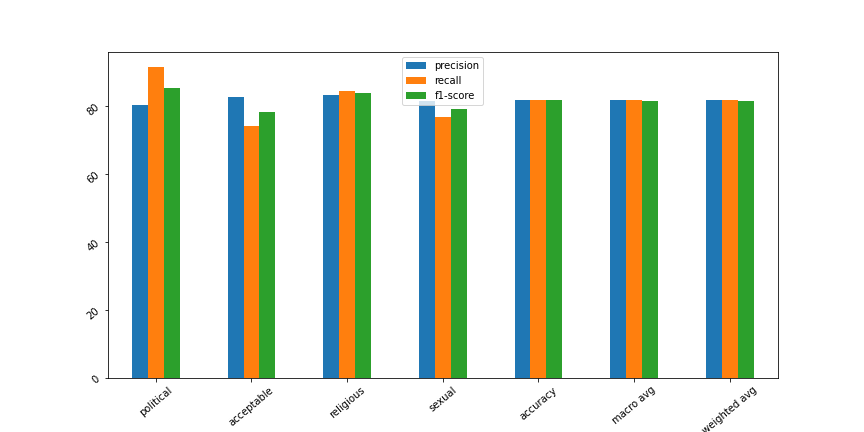 precision
recall
f1-score
80
60
40
20
0
political
acceptable
religious
sexual
accuracy
macro avg
weighted avg